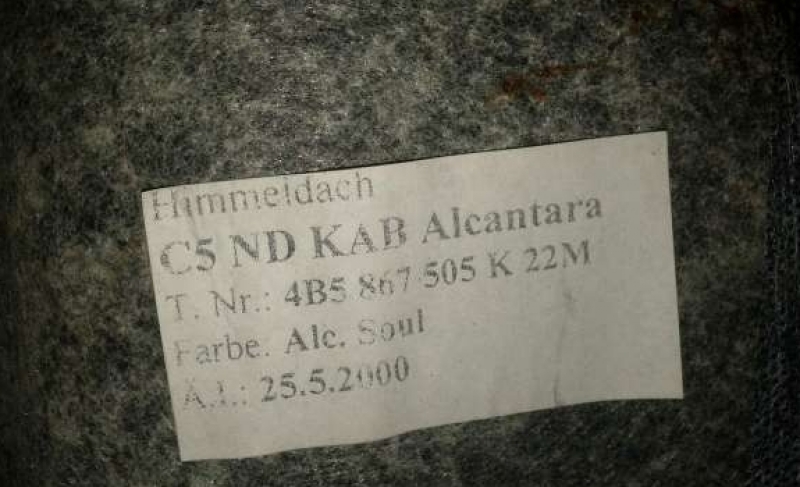 Himmeldach
C5 ND KAB Alcantara
T. Nr.: 4B5 867 505 K 22M
Farbe: Alc. Soul
Ä.I.: 25.5.2000